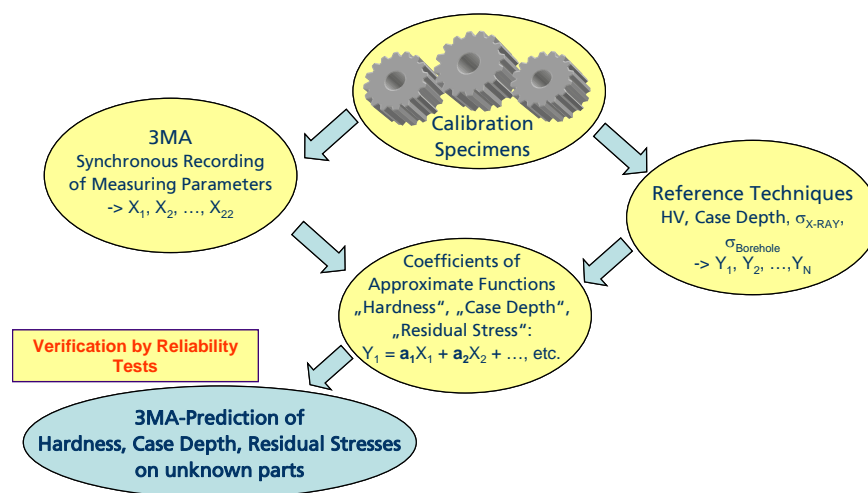 Calibration
Specimens
3MA
Synchronous Recording
of Measuring Parameters
-> X₁, X₂, ..., X₂₂
Reference Techniques
HV, Case Depth, σX-RAY,
σBorehole
-> Y₁, Y₂, ...,YN
Coefficients of
Approximate Functions
„Hardness“, „Case Depth“,
„Residual Stress“:
Y₁ = a₁X₁ + a₂X₂ + ..., etc.
Verification by Reliability
Tests
3MA-Prediction of
Hardness, Case Depth, Residual Stresses
on unknown parts